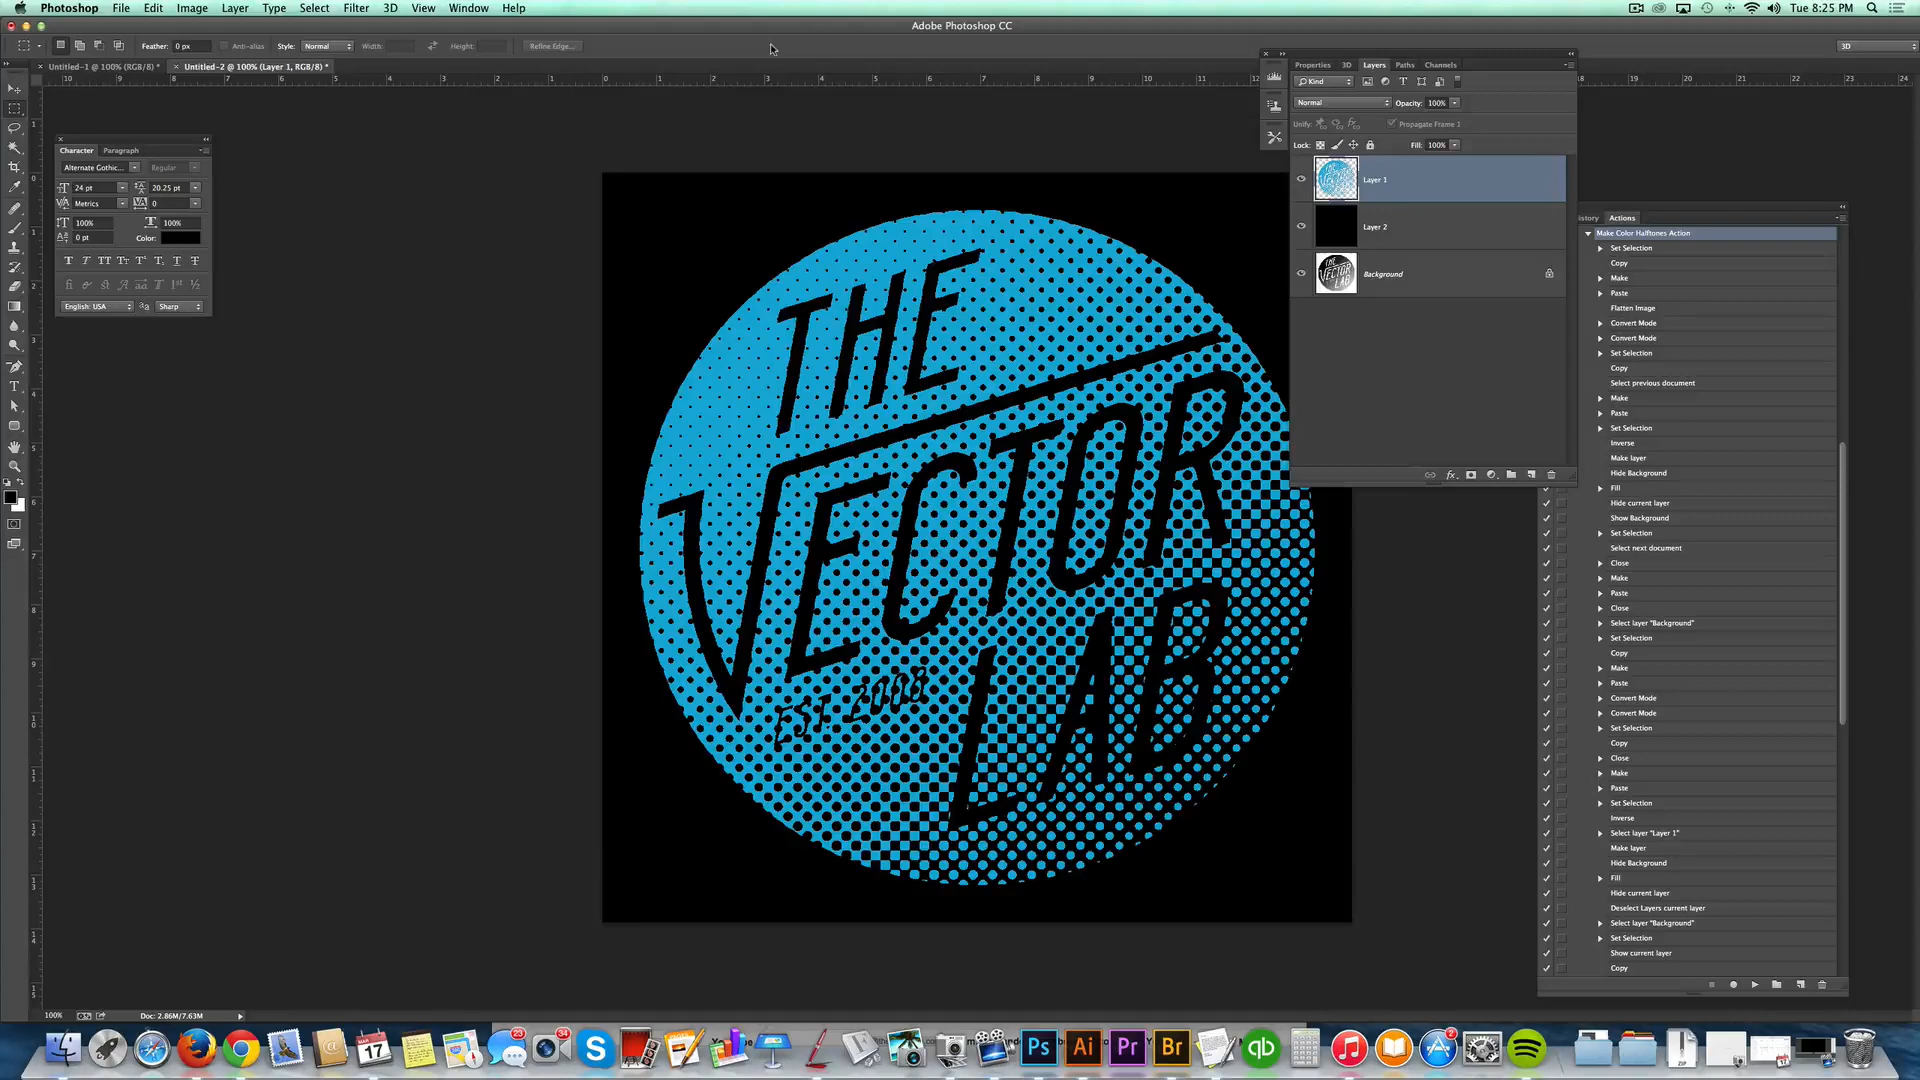 Photoshop File Edit Image Layer Type Select Filter 3D View Window Help
Tue 8:25 PM
Adobe Photoshop CC
Feather: 0 px Anti-alias Style: Normal Width: Height: Refine Edge...
3D
Untitled-1 @ 100% (RGB/8) *
Untitled-2 @ 100% (Layer 1, RGB/8) *
Character Paragraph
Alternate Gothic... Regular
24 pt 20.25 pt
Metrics 0
100% 100%
0 pt Color:
English: USA Sharp
THE
VECTOR
LAB
EST 2008
Properties 3D Layers Paths Channels
Kind
Normal Opacity: 100%
Unify: Propagate Frame 1
Lock: Fill: 100%
Layer 1
Layer 2
Background
istory Actions
Make Color Halftones Action
Set Selection
Copy
Make
Paste
Flatten Image
Convert Mode
Convert Mode
Set Selection
Copy
Select previous document
Make
Paste
Set Selection
Inverse
Make layer
Hide Background
Fill
Hide current layer
Show Background
Set Selection
Select next document
Close
Make
Paste
Close
Select layer "Background"
Set Selection
Copy
Make
Paste
Convert Mode
Convert Mode
Set Selection
Copy
Close
Make
Paste
Set Selection
Inverse
Select layer "Layer 1"
Make layer
Hide Background
Fill
Hide current layer
Deselect Layers current layer
Select layer "Background"
Set Selection
Show current layer
Copy
100% Doc: 2.86M/7.63M
MAR
17
23
34
Ps
Ai
Pr
Br
qb
2
ZIP